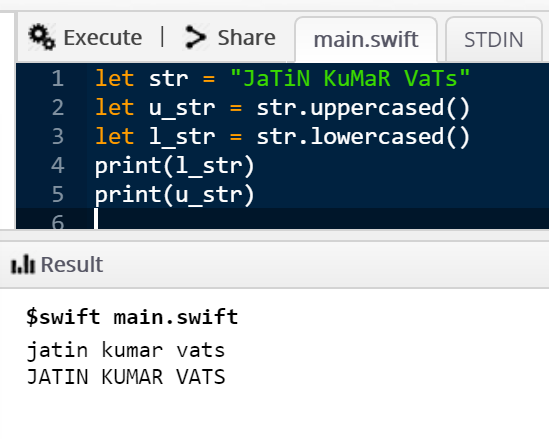 Execute | Share main.swift STDIN
1 let str = "JaTiN KuMaR VaTs"
2 let u_str = str.uppercased()
3 let l_str = str.lowercased()
4 print(l_str)
5 print(u_str)
6
Result
$swift main.swift
jatin kumar vats
JATIN KUMAR VATS